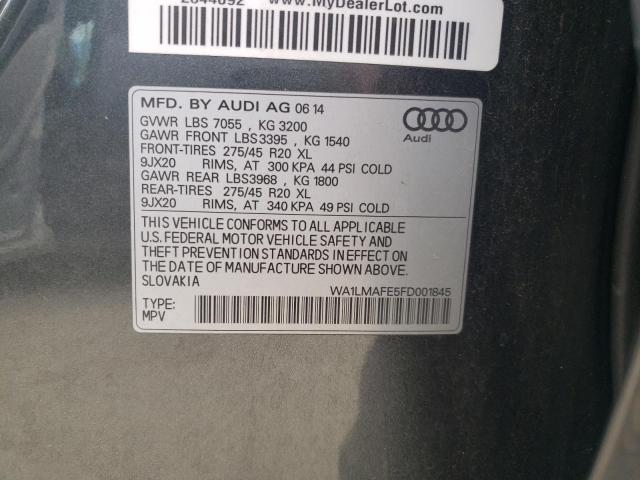 www.MyDealerLot.com
MFD. BY AUDI AG 06 14
GVWR LBS 7055 , KG 3200
GAWR FRONT LBS3395 , KG 1540
FRONT-TIRES 275/45 R20 XL
9JX20 RIMS, AT 300 KPA 44 PSI COLD
GAWR REAR LBS3968 , KG 1800
REAR-TIRES 275/45 R20 XL
9JX20 RIMS, AT 340 KPA 49 PSI COLD
Audi
THIS VEHICLE CONFORMS TO ALL APPLICABLE
U.S. FEDERAL MOTOR VEHICLE SAFETY AND
THEFT PREVENTION STANDARDS IN EFFECT ON
THE DATE OF MANUFACTURE SHOWN ABOVE.
SLOVAKIA
WA1LMAFE5FD001845
TYPE:
MPV